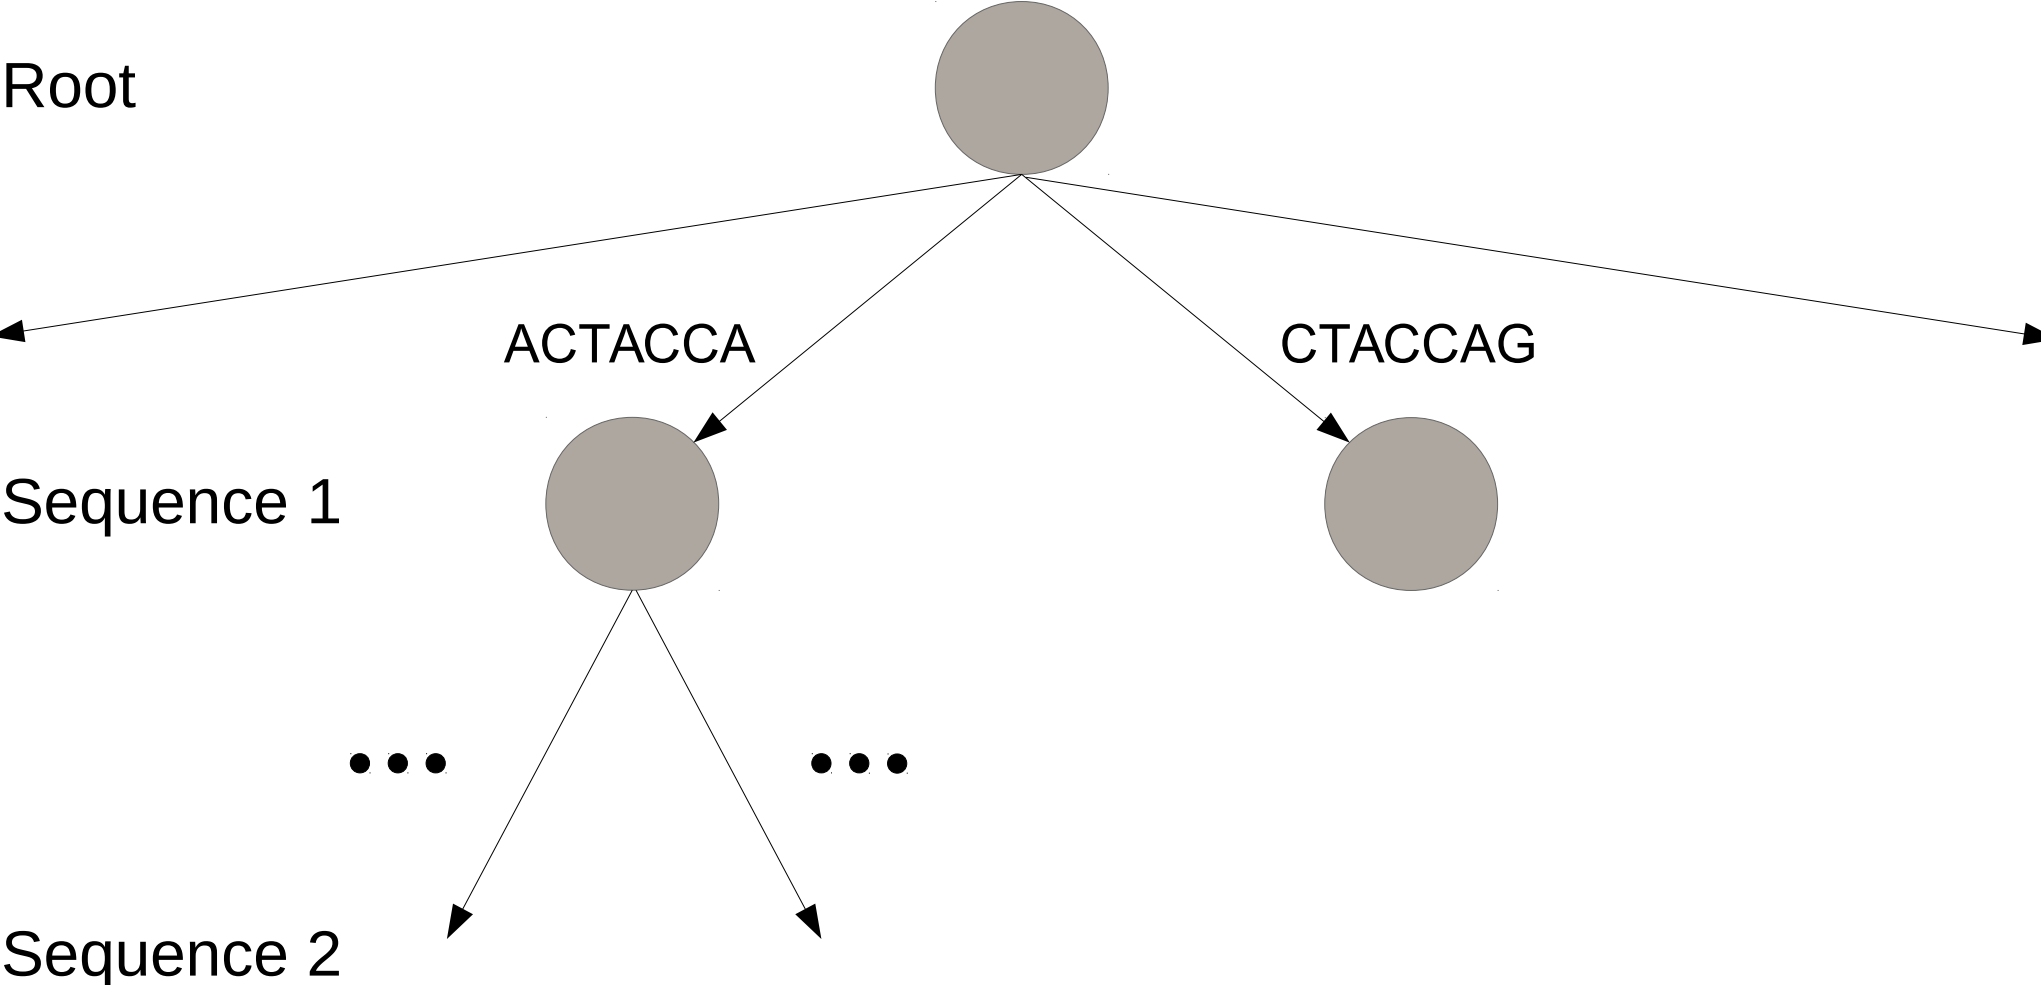 Root
ACTACCA
CTACCAG
Sequence 1
Sequence 2